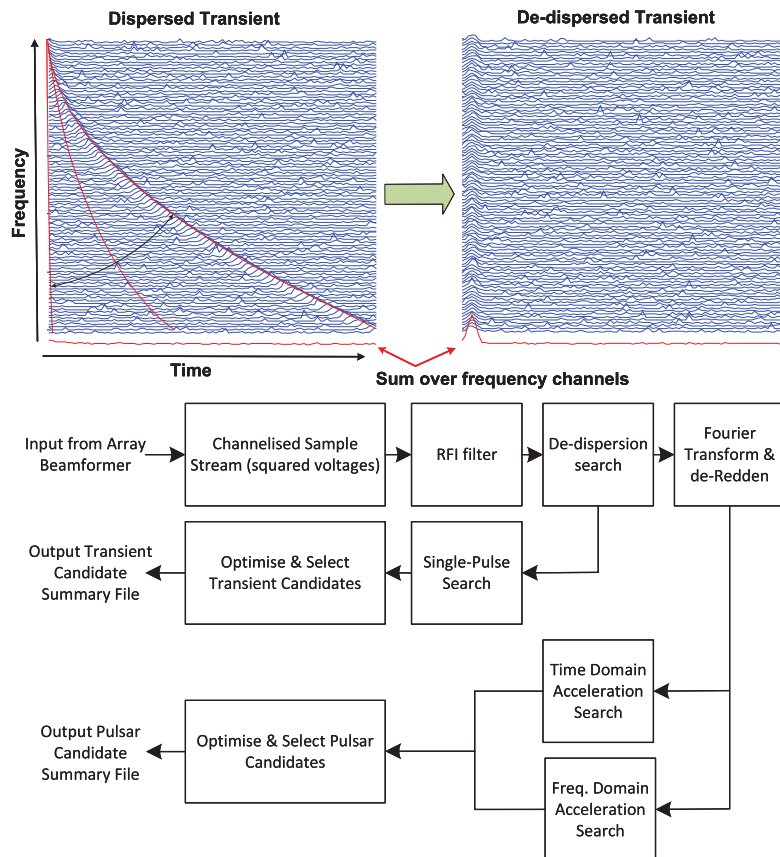 Dispersed Transient
De-dispersed Transient
Frequency
Time
Sum over frequency channels
Input from Array
Beamformer
Channelised Sample
Stream (squared voltages)
RFI filter
De-dispersion
search
Fourier
Transform &
de-Redden
Output Transient
Candidate
Summary File
Optimise & Select
Transient Candidates
Single-Pulse
Search
Time Domain
Acceleration
Search
Output Pulsar
Candidate
Summary File
Optimise & Select Pulsar
Candidates
Freq. Domain
Acceleration
Search